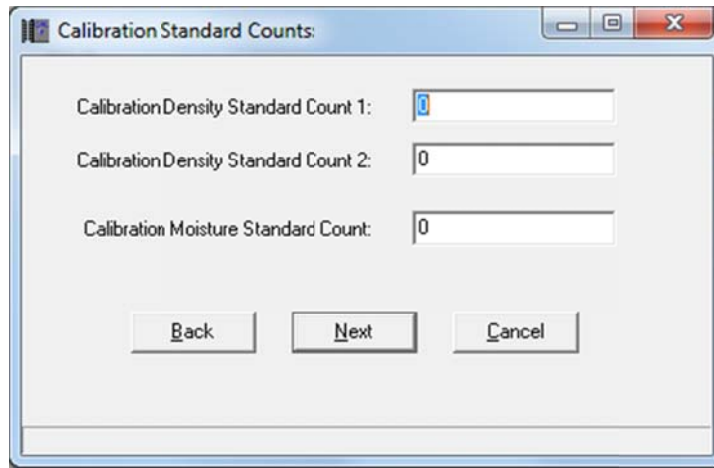 Calibration Standard Counts:
Calibration Density Standard Count 1: 0
Calibration Density Standard Count 2: 0
Calibration Moisture Standard Count: 0
Back Next Cancel